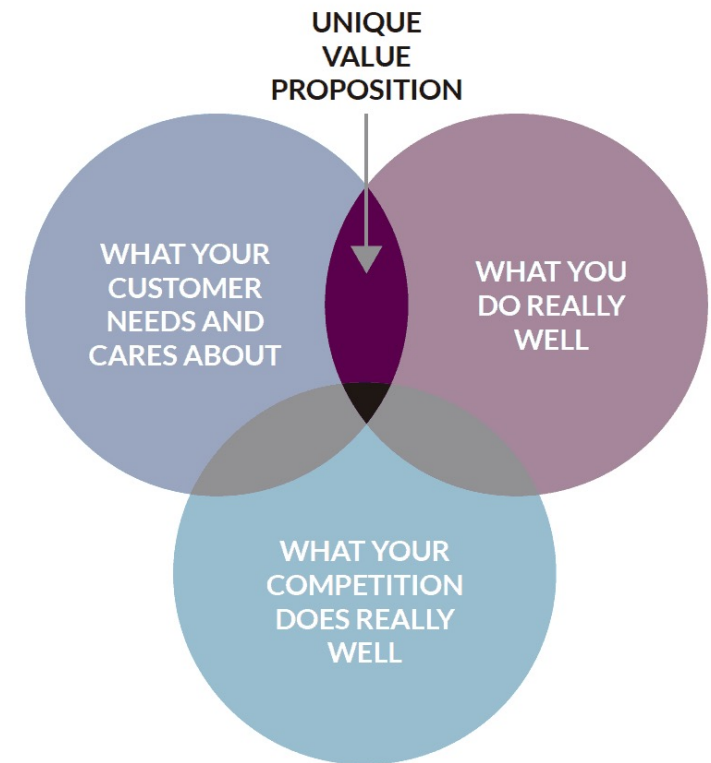 UNIQUE
VALUE
PROPOSITION
WHAT YOUR
CUSTOMER
NEEDS AND
CARES ABOUT
WHAT YOU
DO REALLY
WELL
WHAT YOUR
COMPETITION
DOES REALLY
WELL